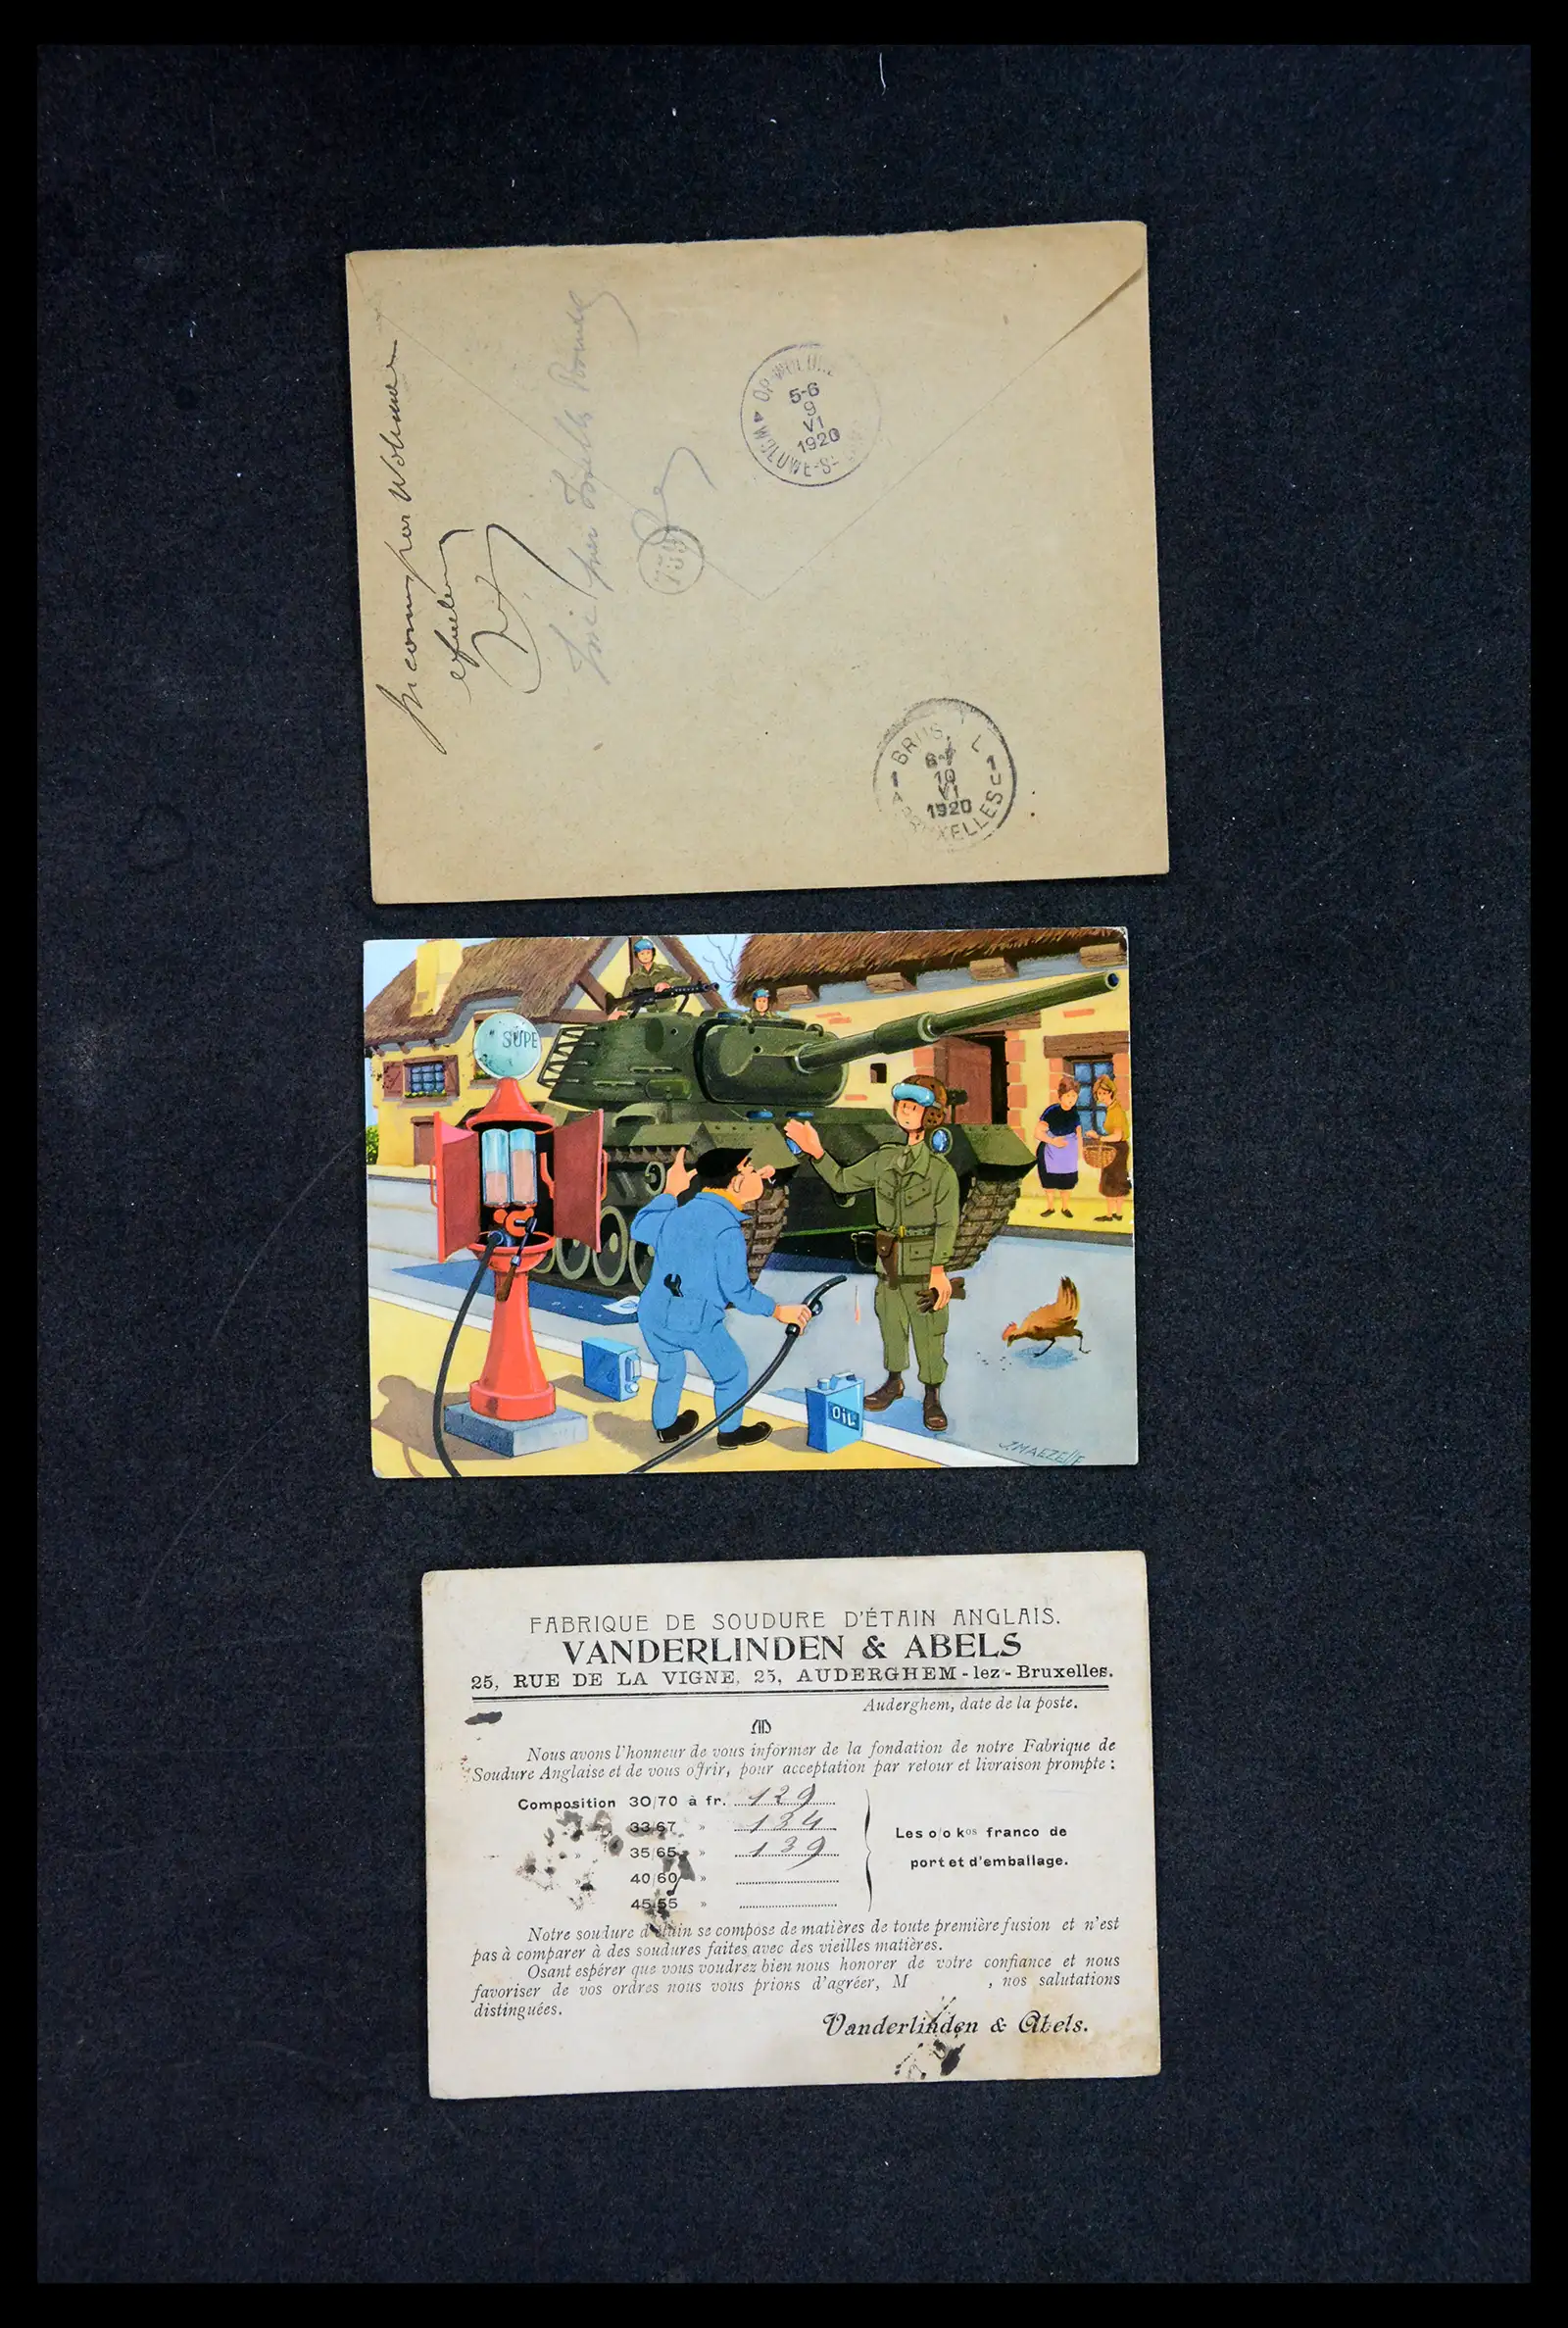 5-6
9
VI
1920
10
VI
1920
BRUXELLES
SUPE
OiL
FABRIQUE DE SOUDURE D'ÉTAIN ANGLAIS.
VANDERLINDEN & ABELS
25, RUE DE LA VIGNE, 25, AUDERGHEM - lez - Bruxelles.
Auderghem, date de la poste.
Nous avons l'honneur de vous informer de la fondation de notre Fabrique de
Soudure Anglaise et de vous offrir, pour acceptation par retour et livraison prompte :
Composition 30/70 à fr. 129
» 33/67 » 134
» 35/65 » 139
» 40/60 »
» 45/55 »
Les o/o kos franco de
port et d'emballage.
Notre soudure d'étain se compose de matières de toute première fusion et n'est
pas à comparer à des soudures faites avec des vieilles matières.
Osant espérer que vous voudrez bien nous honorer de votre confiance et nous
favoriser de vos ordres nous vous prions d'agréer, M , nos salutations
distinguées.
Vanderlinden & Abels.